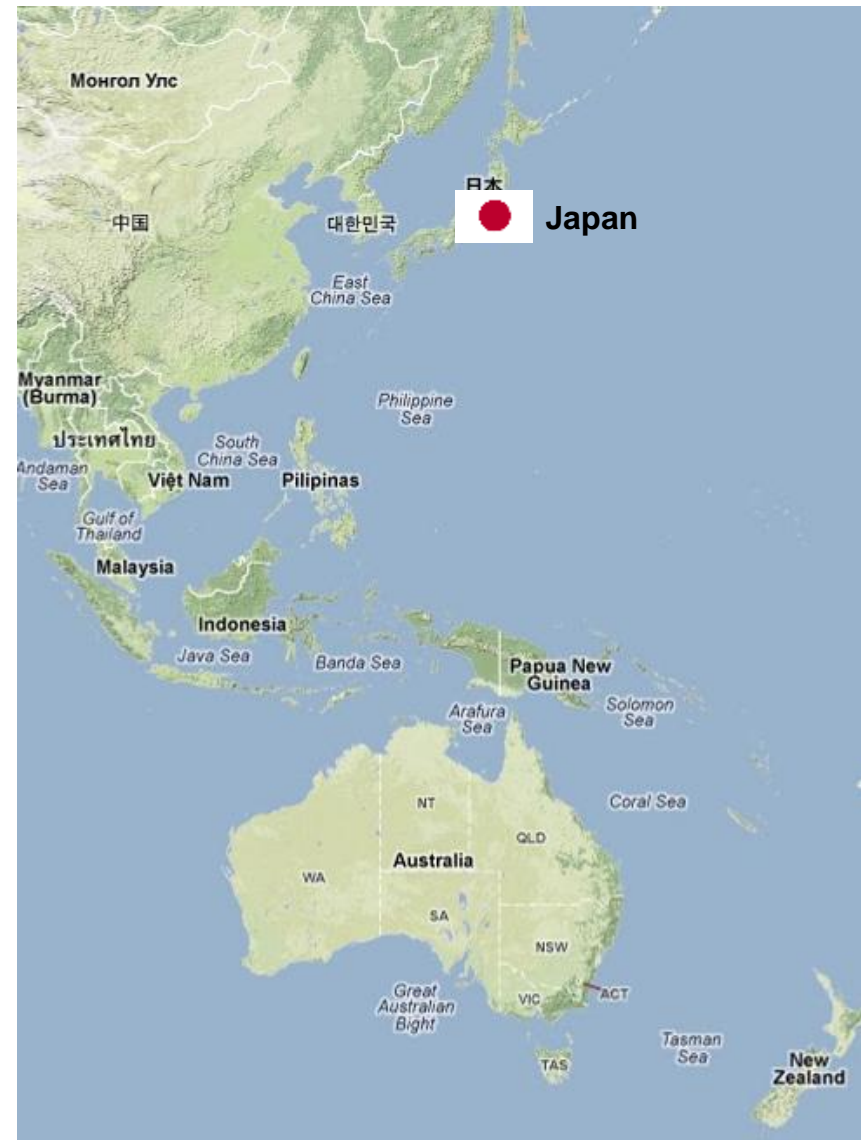 Монгол Улс
日本
Japan
中国
대한민국
East
China Sea
Myanmar
(Burma)
Philippine
Sea
ประเทศไทย
South
China Sea
Andaman
Sea
Việt Nam
Pilipinas
Gulf of
Thailand
Malaysia
Indonesia
Java Sea
Banda Sea
Papua New
Guinea
Arafura
Sea
Solomon
Sea
Coral Sea
NT
QLD
Australia
WA
SA
NSW
Great
Australian
Bight
VIC
ACT
Tasman
Sea
TAS
New
Zealand